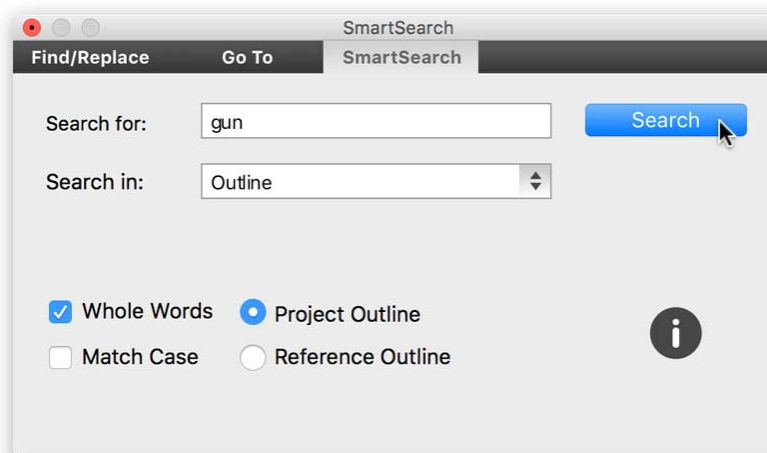 SmartSearch
Find/Replace Go To SmartSearch
Search for: gun Search
Search in: Outline
Whole Words Project Outline
Match Case Reference Outline